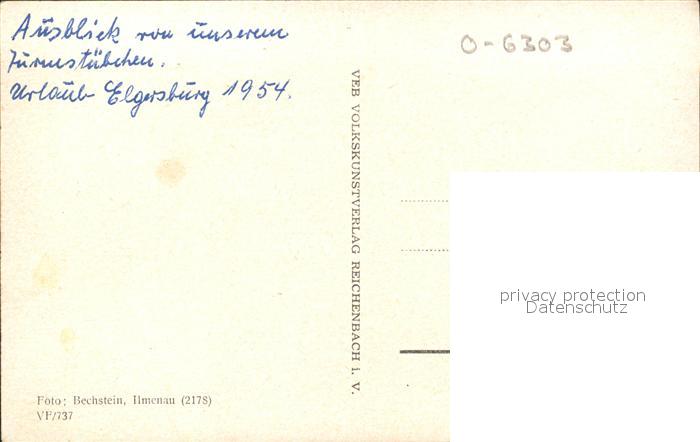 Ausblick von unserem
Turmstübchen.
Urlaub Elgersburg 1954.
O-6303
VEB VOLKSKUNSTVERLAG REICHENBACH i. V.
privacy protection
Datenschutz
Foto: Bechstein, Ilmenau (2178)
VF/737